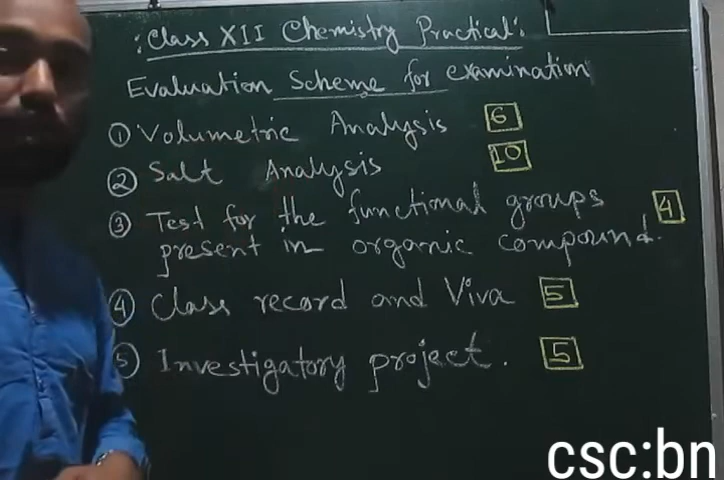 : Class XII Chemistry Practical :
Evaluation Scheme for examination
① Volumetric Analysis 6
② Salt Analysis 10
③ Test for the functional groups 4
present in organic compound.
④ Class record and Viva 5
⑤ Investigatory project. 5
csc:bn